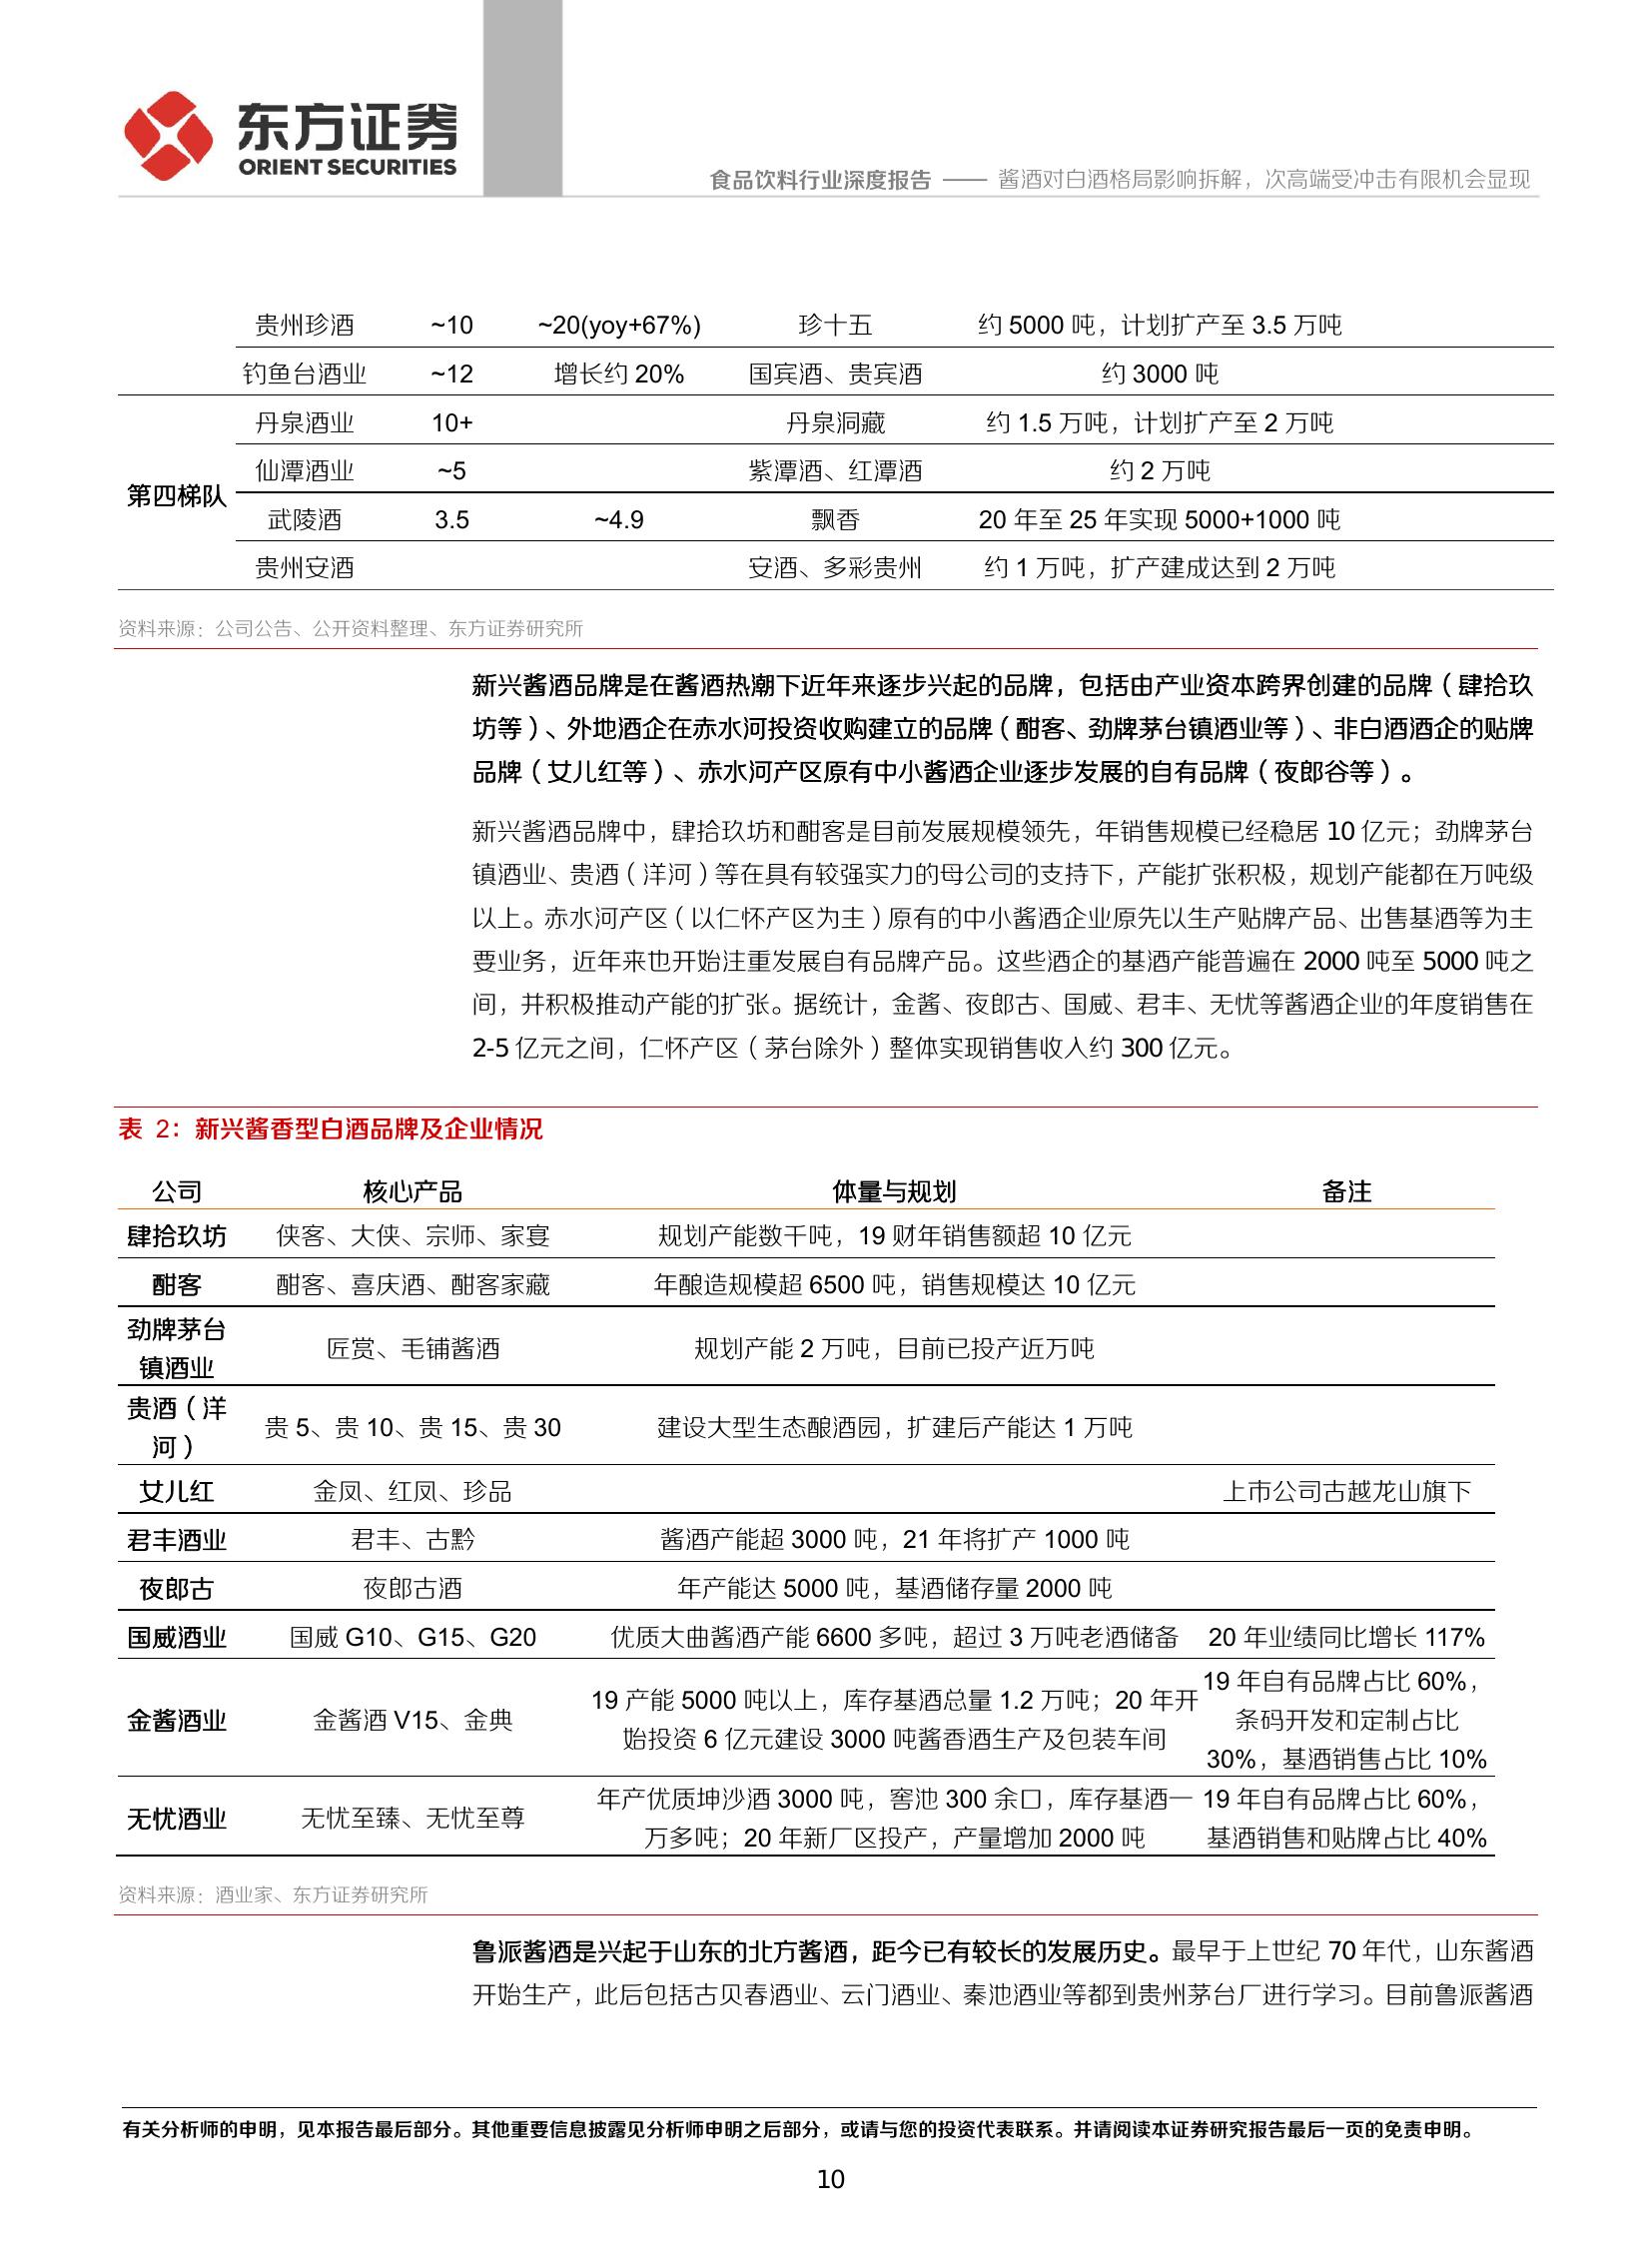 东方证券
ORIENT SECURITIES
食品饮料行业深度报告 —— 酱酒对白酒格局影响拆解，次高端受冲击有限机会显现
贵州珍酒 ~10 ~20(yoy+67%) 珍十五 约 5000 吨，计划扩产至 3.5 万吨
钓鱼台酒业 ~12 增长约 20% 国宾酒、贵宾酒 约 3000 吨
丹泉酒业 10+ 丹泉洞藏 约 1.5 万吨，计划扩产至 2 万吨
仙潭酒业 ~5 紫潭酒、红潭酒 约 2 万吨
第四梯队
武陵酒 3.5 ~4.9 飘香 20 年至 25 年实现 5000+1000 吨
贵州安酒 安酒、多彩贵州 约 1 万吨，扩产建成达到 2 万吨
资料来源：公司公告、公开资料整理、东方证券研究所
新兴酱酒品牌是在酱酒热潮下近年来逐步兴起的品牌，包括由产业资本跨界创建的品牌（肆拾玖
坊等）、外地酒企在赤水河投资收购建立的品牌（酣客、劲牌茅台镇酒业等）、非白酒酒企的贴牌
品牌（女儿红等）、赤水河产区原有中小酱酒企业逐步发展的自有品牌（夜郎谷等）。
新兴酱酒品牌中，肆拾玖坊和酣客是目前发展规模领先，年销售规模已经稳居 10 亿元；劲牌茅台
镇酒业、贵酒（洋河）等在具有较强实力的母公司的支持下，产能扩张积极，规划产能都在万吨级
以上。赤水河产区（以仁怀产区为主）原有的中小酱酒企业原先以生产贴牌产品、出售基酒等为主
要业务，近年来也开始注重发展自有品牌产品。这些酒企的基酒产能普遍在 2000 吨至 5000 吨之
间，并积极推动产能的扩张。据统计，金酱、夜郎古、国威、君丰、无忧等酱酒企业的年度销售在
2-5 亿元之间，仁怀产区（茅台除外）整体实现销售收入约 300 亿元。
表 2：新兴酱香型白酒品牌及企业情况
公司 核心产品 体量与规划 备注
肆拾玖坊 侠客、大侠、宗师、家宴 规划产能数千吨，19 财年销售额超 10 亿元
酣客 酣客、喜庆酒、酣客家藏 年酿造规模超 6500 吨，销售规模达 10 亿元
劲牌茅台
镇酒业 匠赏、毛铺酱酒 规划产能 2 万吨，目前已投产近万吨
贵酒（洋
河） 贵 5、贵 10、贵 15、贵 30 建设大型生态酿酒园，扩建后产能达 1 万吨
女儿红 金凤、红凤、珍品 上市公司古越龙山旗下
君丰酒业 君丰、古黔 酱酒产能超 3000 吨，21 年将扩产 1000 吨
夜郎古 夜郎古酒 年产能达 5000 吨，基酒储存量 2000 吨
国威酒业 国威 G10、G15、G20 优质大曲酱酒产能 6600 多吨，超过 3 万吨老酒储备 20 年业绩同比增长 117%
金酱酒业 金酱酒 V15、金典 19 产能 5000 吨以上，库存基酒总量 1.2 万吨；20 年开
始投资 6 亿元建设 3000 吨酱香酒生产及包装车间
19 年自有品牌占比 60%，
条码开发和定制占比
30%，基酒销售占比 10%
无忧酒业 无忧至臻、无忧至尊 年产优质坤沙酒 3000 吨，窖池 300 余口，库存基酒一
万多吨；20 年新厂区投产，产量增加 2000 吨
19 年自有品牌占比 60%，
基酒销售和贴牌占比 40%
资料来源：酒业家、东方证券研究所
鲁派酱酒是兴起于山东的北方酱酒，距今已有较长的发展历史。最早于上世纪 70 年代，山东酱酒
开始生产，此后包括古贝春酒业、云门酒业、秦池酒业等都到贵州茅台厂进行学习。目前鲁派酱酒
有关分析师的申明，见本报告最后部分。其他重要信息披露见分析师申明之后部分，或请与您的投资代表联系。并请阅读本证券研究报告最后一页的免责申明。
10